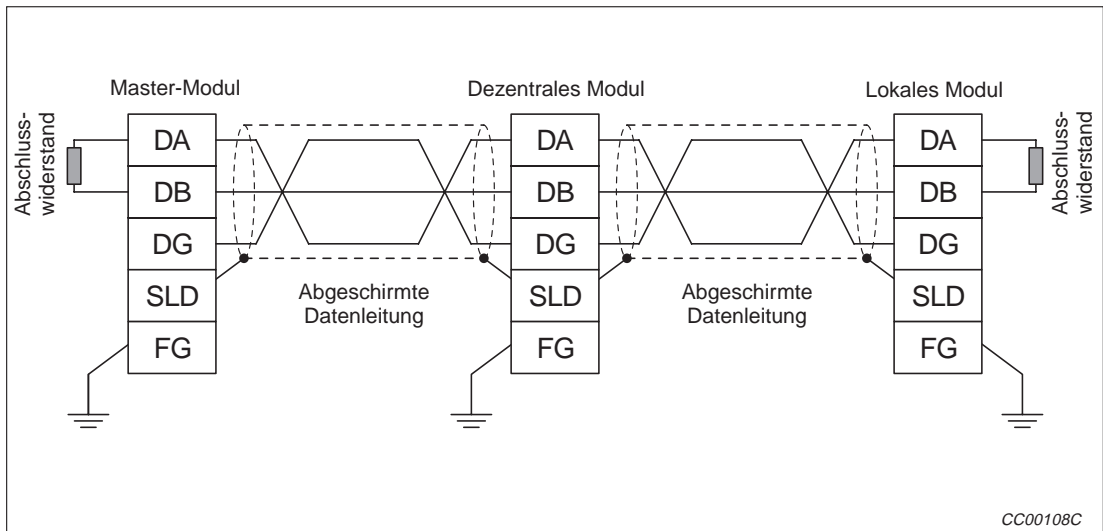 Master-Modul
Dezentrales Modul
Lokales Modul
Abschluss-
widerstand
DA
DB
DG
SLD
FG
Abgeschirmte
Datenleitung
DA
DB
DG
SLD
FG
Abgeschirmte
Datenleitung
DA
DB
DG
SLD
FG
Abschluss-
widerstand
CC00108C